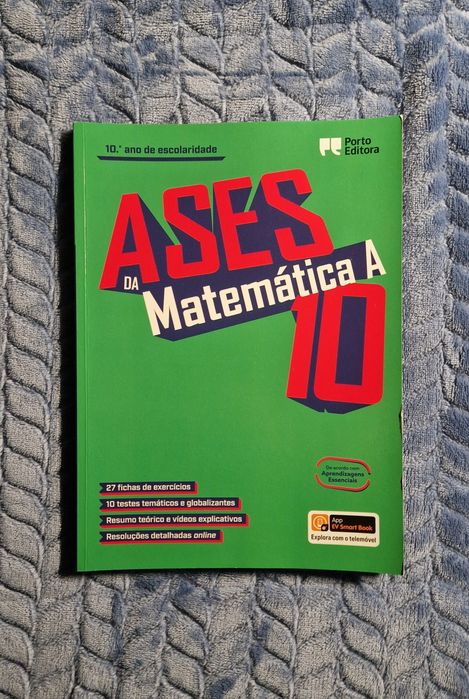 10.º ano de escolaridade
Porto
Editora
ASES
DA
Matemática A
10
De acordo com
Aprendizagens
Essenciais
27 fichas de exercícios
10 testes temáticos e globalizantes
Resumo teórico e vídeos explicativos
Resoluções detalhadas online
App
EV Smart Book
Explora com o telemóvel